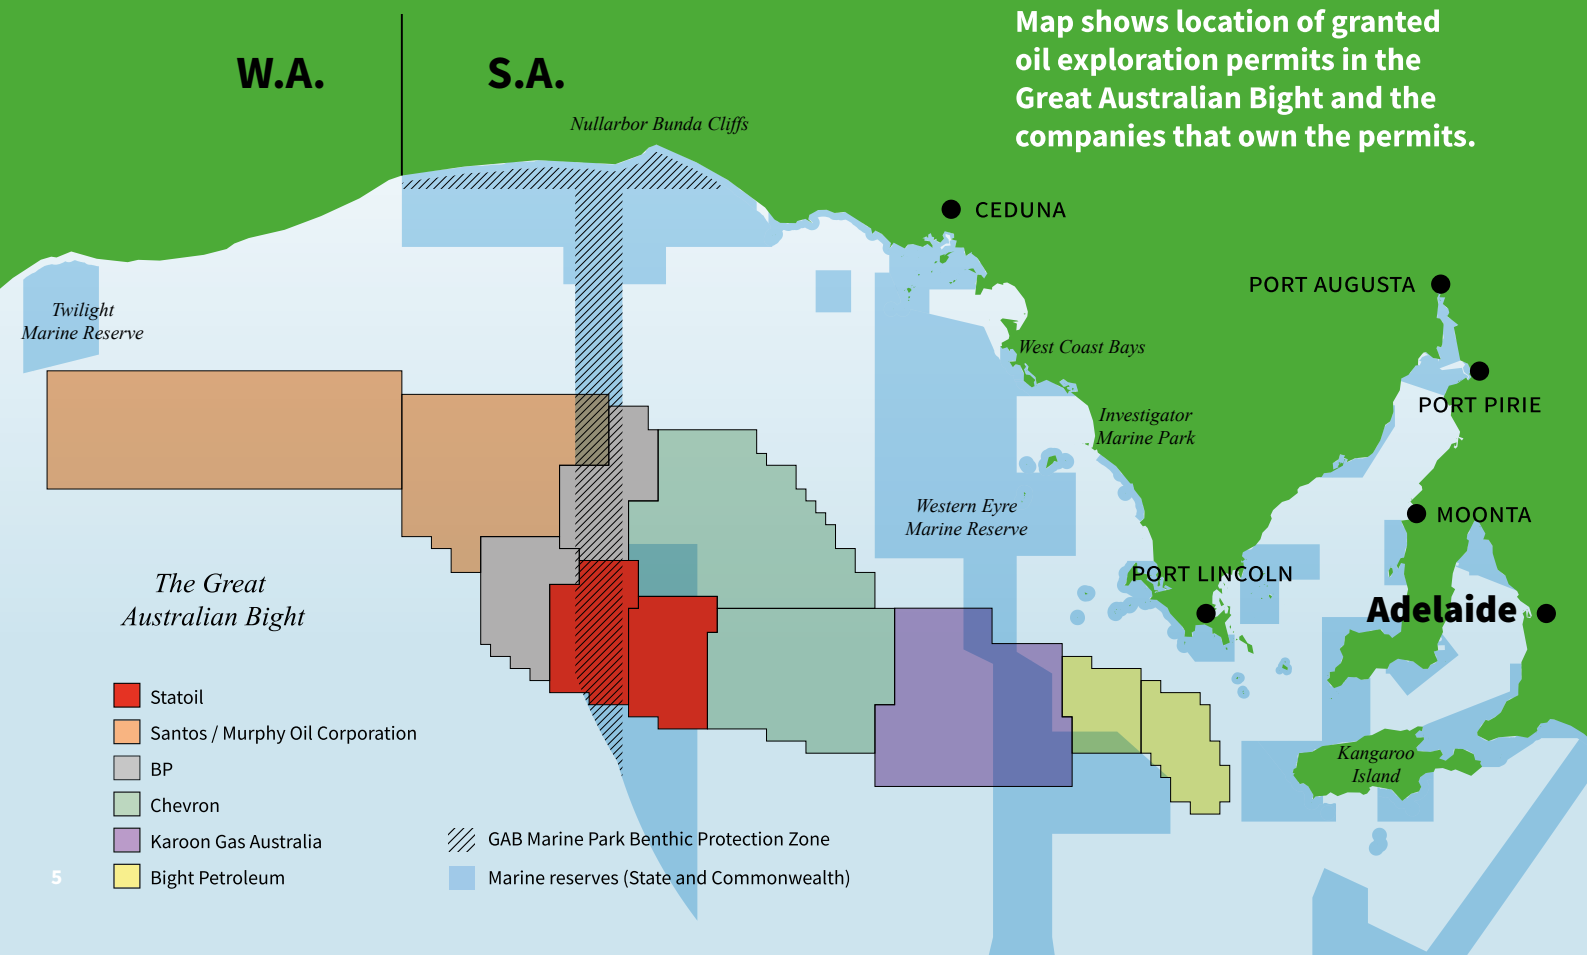 Map shows location of granted
oil exploration permits in the
Great Australian Bight and the
companies that own the permits.
W.A.
S.A.
Nullarbor Bunda Cliffs
CEDUNA
PORT AUGUSTA
Twilight
Marine Reserve
West Coast Bays
PORT PIRIE
Investigator
Marine Park
Western Eyre
Marine Reserve
MOONTA
The Great
Australian Bight
PORT LINCOLN
Adelaide
Kangaroo
Island
Statoil
Santos / Murphy Oil Corporation
BP
Chevron
Karoon Gas Australia
Bight Petroleum
GAB Marine Park Benthic Protection Zone
Marine reserves (State and Commonwealth)
5